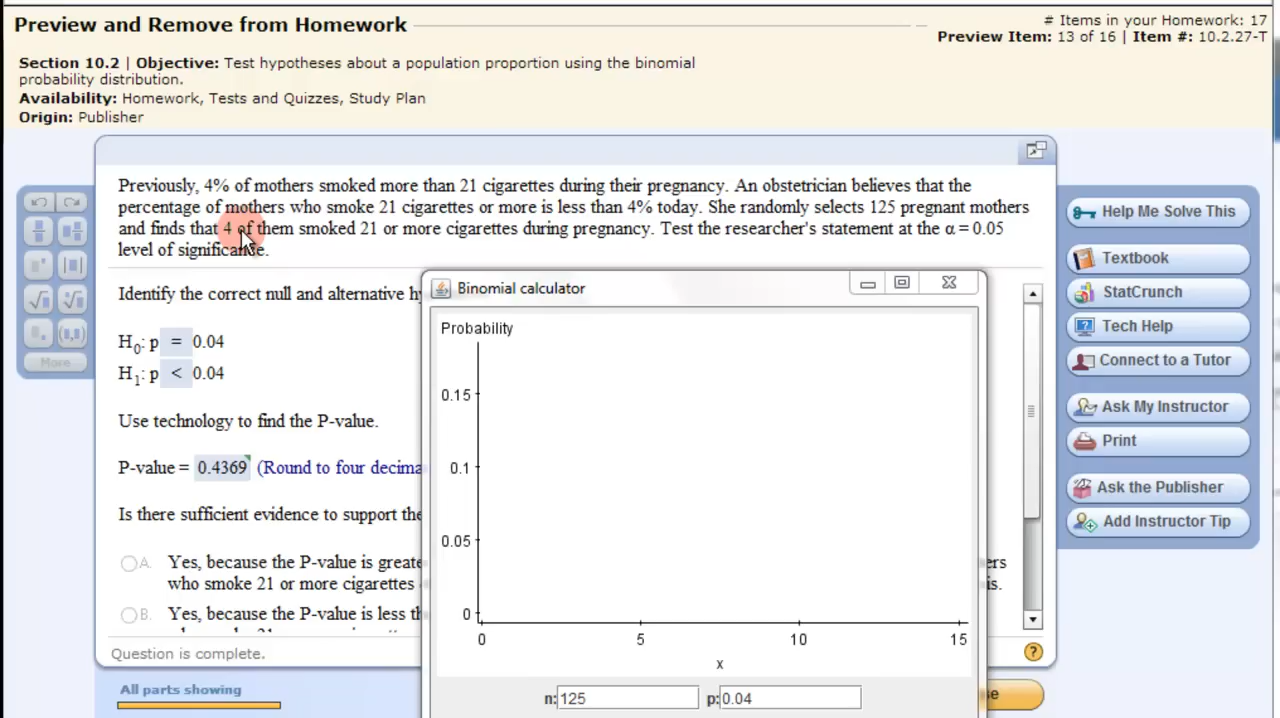 Preview and Remove from Homework
# Items in your Homework: 17
Preview Item: 13 of 16 | Item #: 10.2.27-T
Section 10.2 | Objective: Test hypotheses about a population proportion using the binomial
probability distribution.
Availability: Homework, Tests and Quizzes, Study Plan
Origin: Publisher
Previously, 4% of mothers smoked more than 21 cigarettes during their pregnancy. An obstetrician believes that the
percentage of mothers who smoke 21 cigarettes or more is less than 4% today. She randomly selects 125 pregnant mothers
and finds that 4 of them smoked 21 or more cigarettes during pregnancy. Test the researcher's statement at the α = 0.05
level of significance.
Identify the correct null and alternative
H0: p = 0.04
H1: p < 0.04
Use technology to find the P-value.
P-value = 0.4369 (Round to four
Is there sufficient evidence to support the
A. Yes, because the P-value is
who smoke 21 or more cigarettes
is.
B. Yes, because the P-value is less
Question is complete.
All parts showing
More
Binomial calculator
Probability
0.15
0.1
0.05
0
0 5 10 15
x
n: 125 p: 0.04
Help Me Solve This
Textbook
StatCrunch
Tech Help
Connect to a Tutor
Ask My Instructor
Print
Ask the Publisher
Add Instructor Tip
?